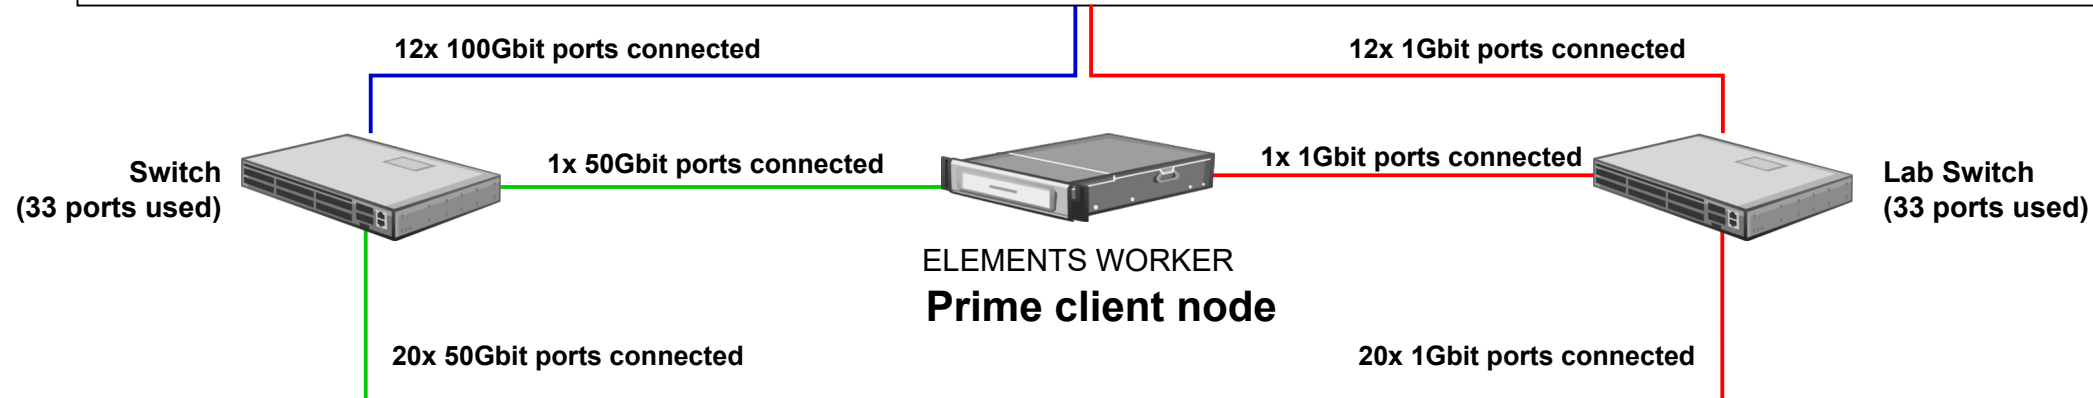 12x 100Gbit ports connected
12x 1Gbit ports connected
Switch
(33 ports used)
1x 50Gbit ports connected
1x 1Gbit ports connected
Lab Switch
(33 ports used)
ELEMENTS WORKER
Prime client node
20x 50Gbit ports connected
20x 1Gbit ports connected